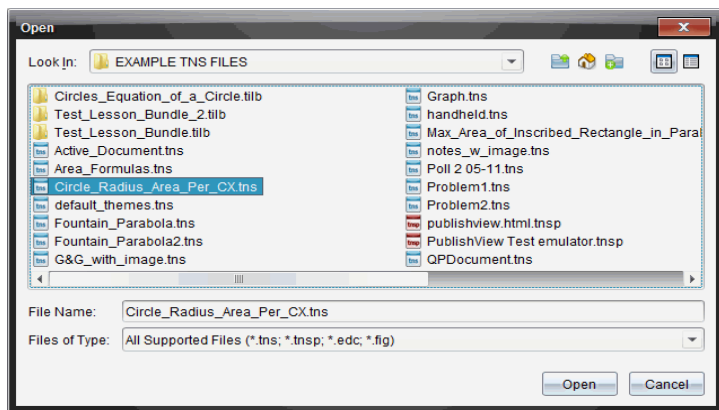 Open
Look In: EXAMPLE TNS FILES
Circles_Equation_of_a_Circle.tilb
Test_Lesson_Bundle_2.tilb
Test_Lesson_Bundle.tilb
Active_Document.tns
Area_Formulas.tns
Circle_Radius_Area_Per_CX.tns
default_themes.tns
Fountain_Parabola.tns
Fountain_Parabola2.tns
G&G_with_image.tns
Graph.tns
handheld.tns
Max_Area_of_Inscribed_Rectangle_in_Paral
notes_w_image.tns
Poll 2 05-11.tns
Problem1.tns
Problem2.tns
publishview.html.tnsp
PublishView Test emulator.tnsp
QPDocument.tns
File Name: Circle_Radius_Area_Per_CX.tns
Files of Type: All Supported Files (*.tns; *.tnsp; *.edc; *.fig)
Open Cancel